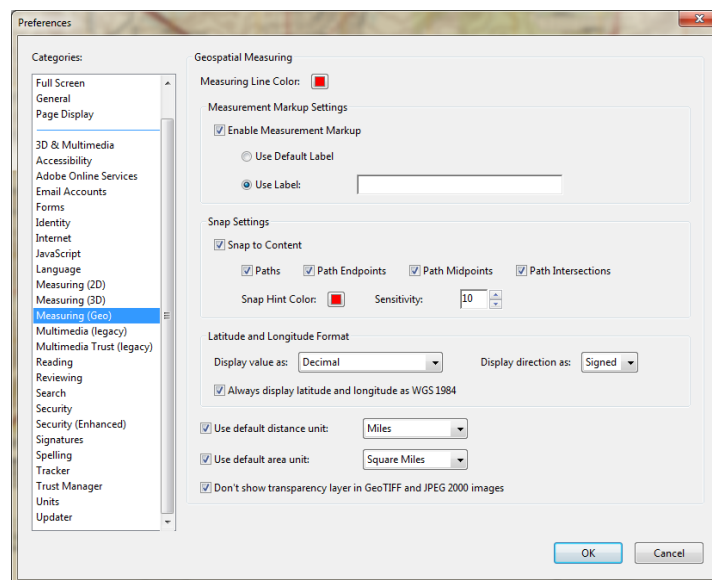 Preferences
Categories:
Full Screen
General
Page Display
3D & Multimedia
Accessibility
Adobe Online Services
Email Accounts
Forms
Identity
Internet
JavaScript
Language
Measuring (2D)
Measuring (3D)
Measuring (Geo)
Multimedia (legacy)
Multimedia Trust (legacy)
Reading
Reviewing
Search
Security
Security (Enhanced)
Signatures
Spelling
Tracker
Trust Manager
Units
Updater
Geospatial Measuring
Measuring Line Color:
Measurement Markup Settings
Enable Measurement Markup
Use Default Label
Use Label:
Snap Settings
Snap to Content
Paths Path Endpoints Path Midpoints Path Intersections
Snap Hint Color: Sensitivity: 10
Latitude and Longitude Format
Display value as: Decimal Display direction as: Signed
Always display latitude and longitude as WGS 1984
Use default distance unit: Miles
Use default area unit: Square Miles
Don't show transparency layer in GeoTIFF and JPEG 2000 images
OK Cancel